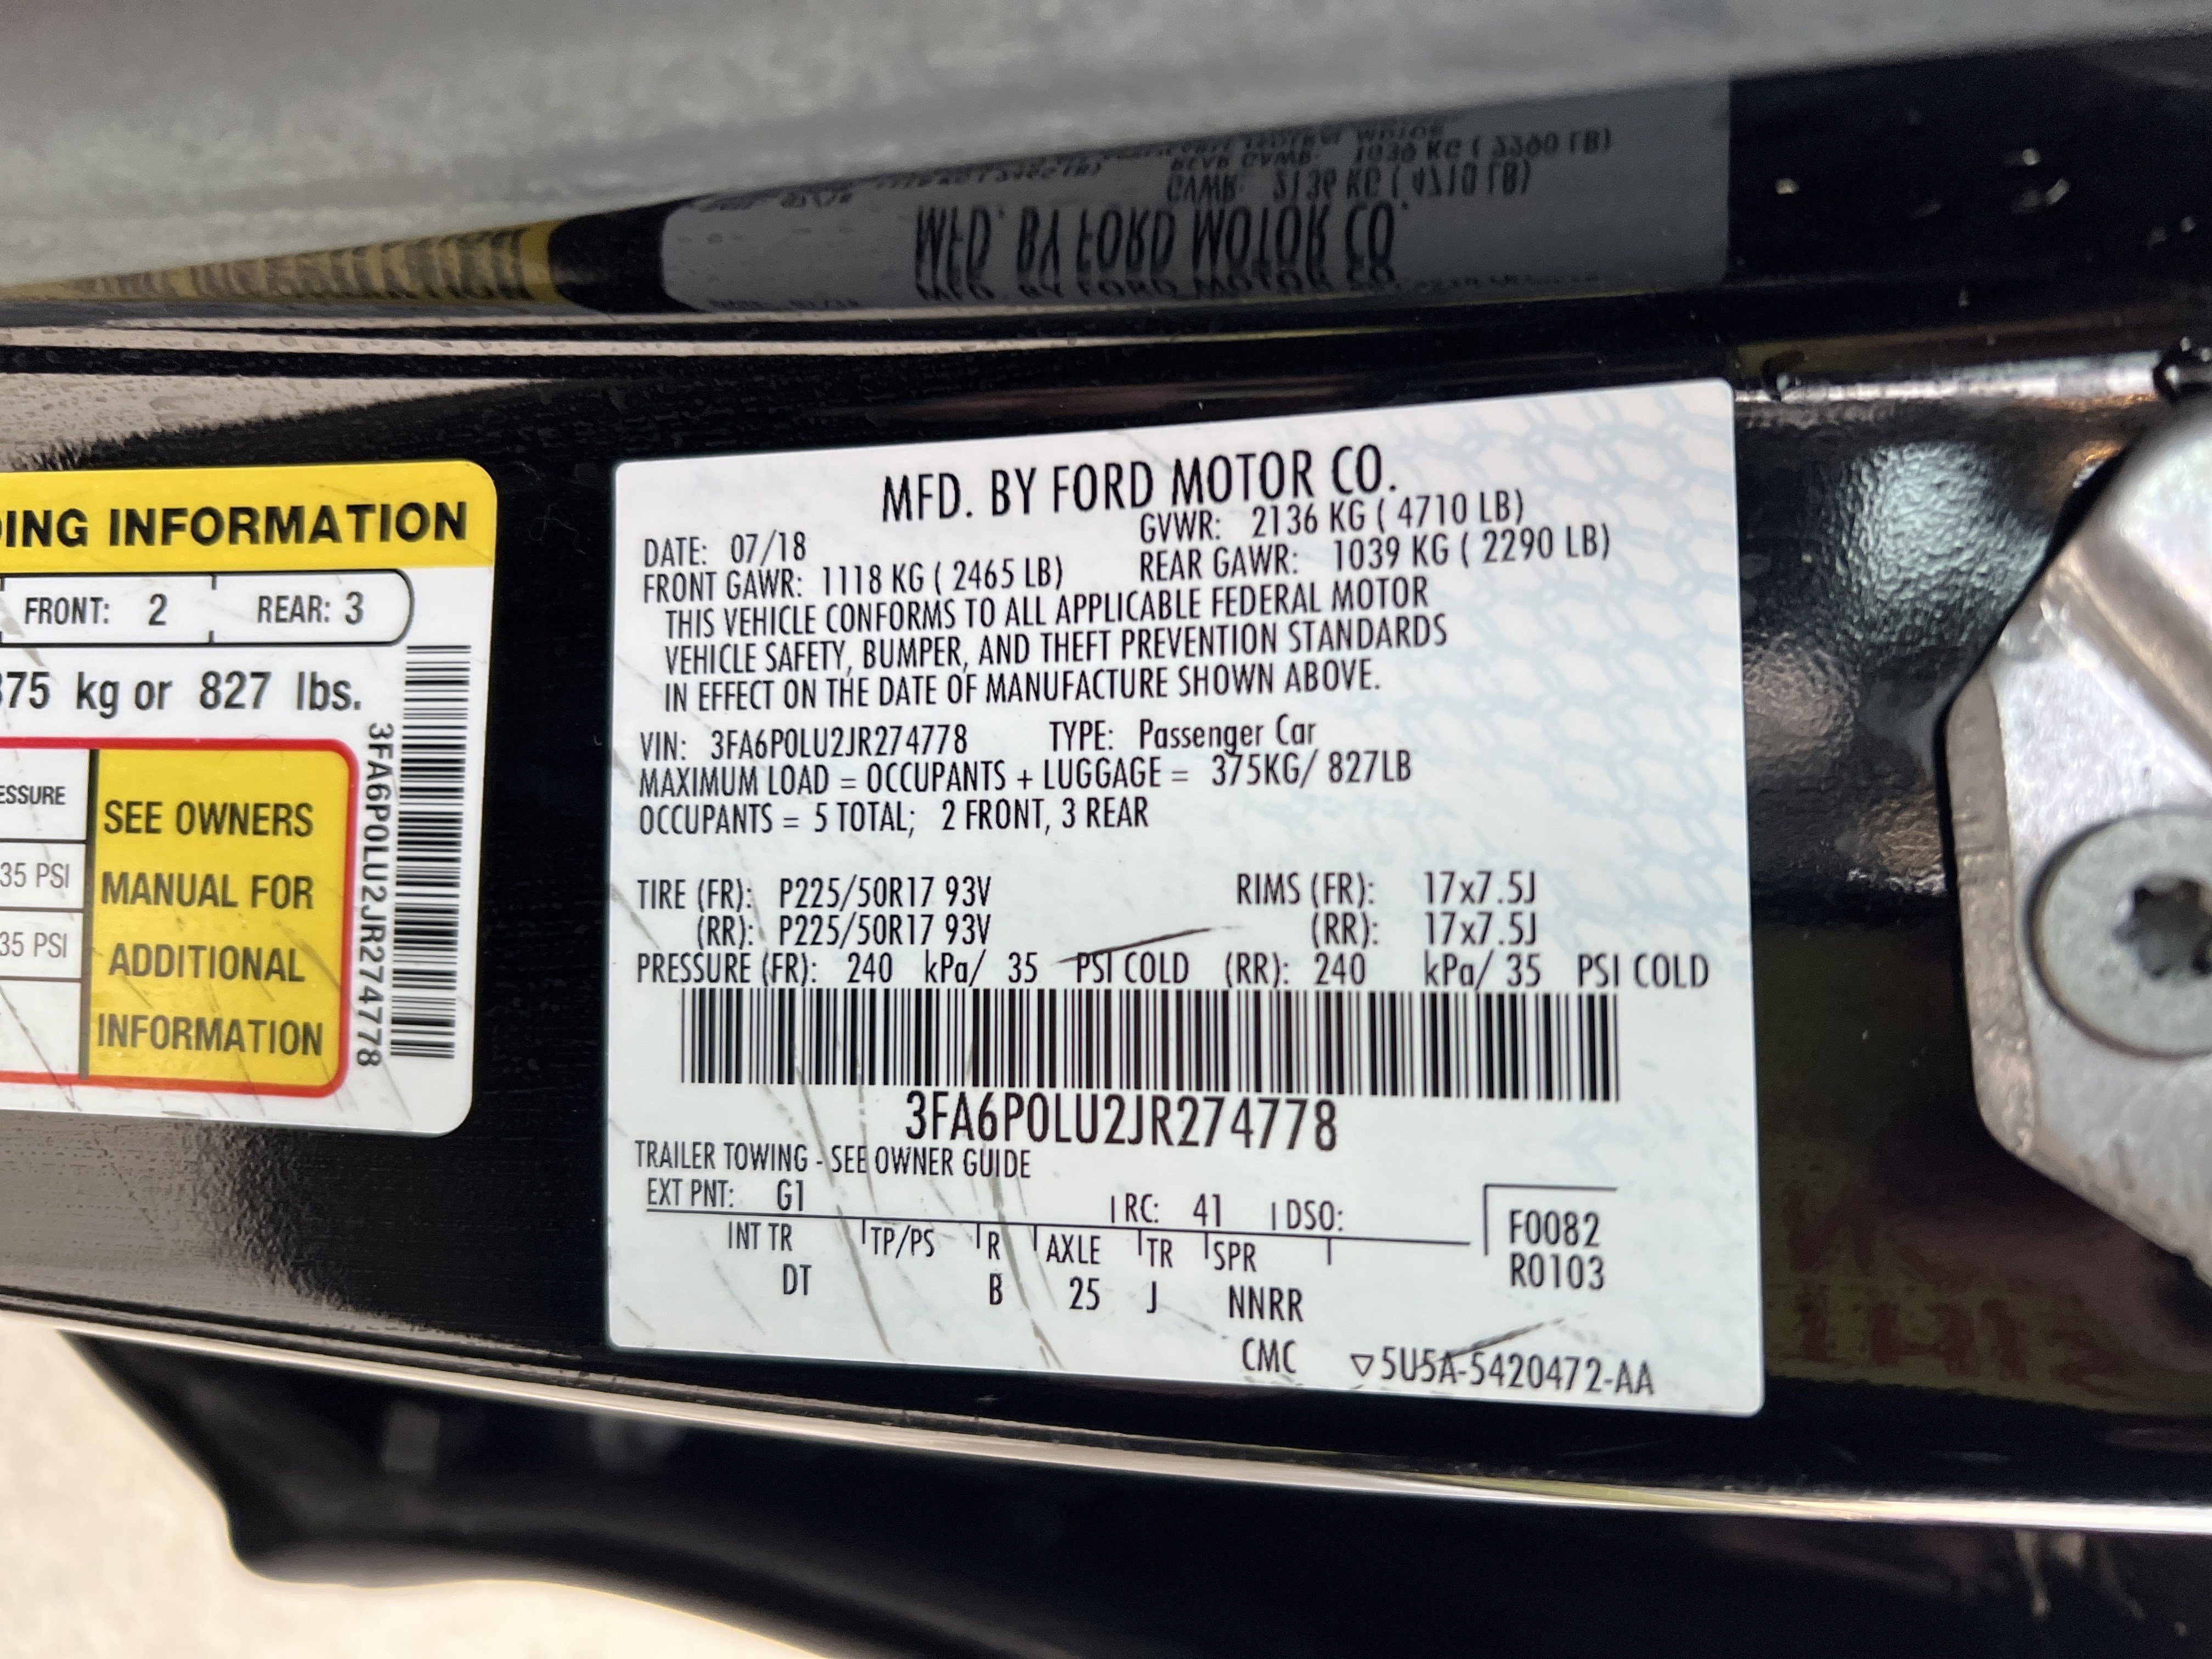 ING INFORMATION
FRONT: 2 REAR: 3
75 kg or 827 lbs.
ESSURE
35 PSI
35 PSI
SEE OWNERS
MANUAL FOR
ADDITIONAL
INFORMATION
3FA6P0LU2JR274778
MFD. BY FORD MOTOR CO.
DATE: 07/18 GVWR: 2136 KG ( 4710 LB)
FRONT GAWR: 1118 KG ( 2465 LB) REAR GAWR: 1039 KG ( 2290 LB)
THIS VEHICLE CONFORMS TO ALL APPLICABLE FEDERAL MOTOR
VEHICLE SAFETY, BUMPER, AND THEFT PREVENTION STANDARDS
IN EFFECT ON THE DATE OF MANUFACTURE SHOWN ABOVE.
VIN: 3FA6P0LU2JR274778 TYPE: Passenger Car
MAXIMUM LOAD = OCCUPANTS + LUGGAGE = 375KG/ 827LB
OCCUPANTS = 5 TOTAL; 2 FRONT, 3 REAR
TIRE (FR): P225/50R17 93V RIMS (FR): 17x7.5J
(RR): P225/50R17 93V (RR): 17x7.5J
PRESSURE (FR): 240 kPa/ 35 PSI COLD (RR): 240 kPa/ 35 PSI COLD
3FA6P0LU2JR274778
TRAILER TOWING - SEE OWNER GUIDE
EXT PNT: G1 RC: 41 DSO:
INT TR TP/PS R AXLE TR SPR
DT B 25 J NNRR
F0082
R0103
CMC ▽5U5A-5420472-AA